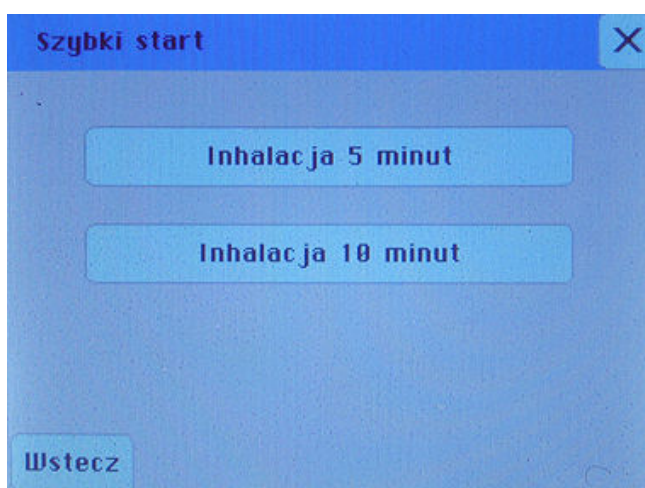 Szybki start
X
Inhalacja 5 minut
Inhalacja 10 minut
Wstecz